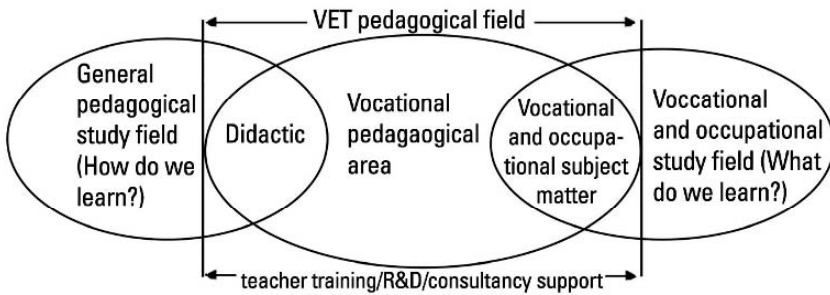 VET pedagogical field
General
pedagogical
study field
(How do we
learn?)
Didactic
Vocational
pedagaogical
area
Vocational
and occupa-
tional subject
matter
Voccational
and occupational
study field (What
do we learn?)
teacher training/R&D/consultancy support